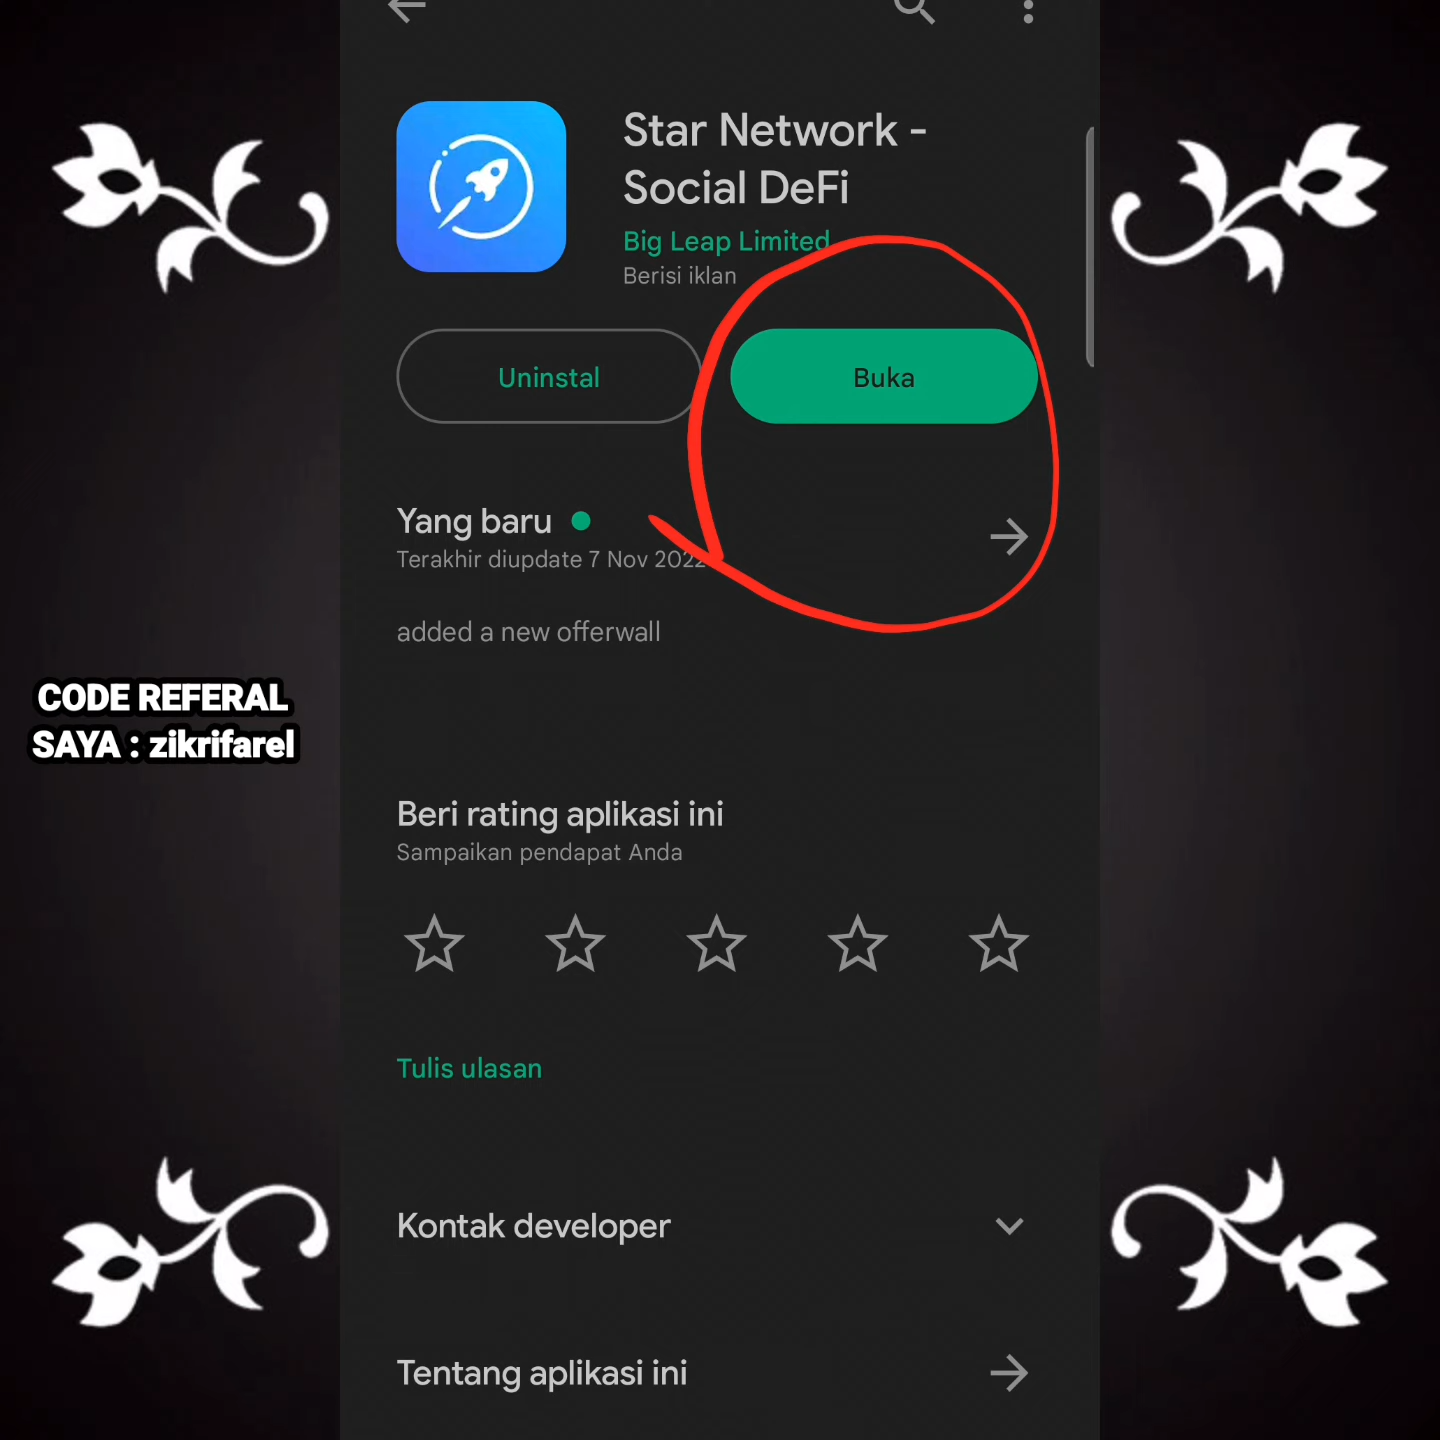 Star Network -
Social DeFi
Big Leap Limited
Berisi iklan
Uninstal
Buka
Yang baru
Terakhir diupdate 7 Nov 2022
added a new offerwall
CODE REFERAL
SAYA : zikrifarel
Beri rating aplikasi ini
Sampaikan pendapat Anda
Tulis ulasan
Kontak developer
Tentang aplikasi ini